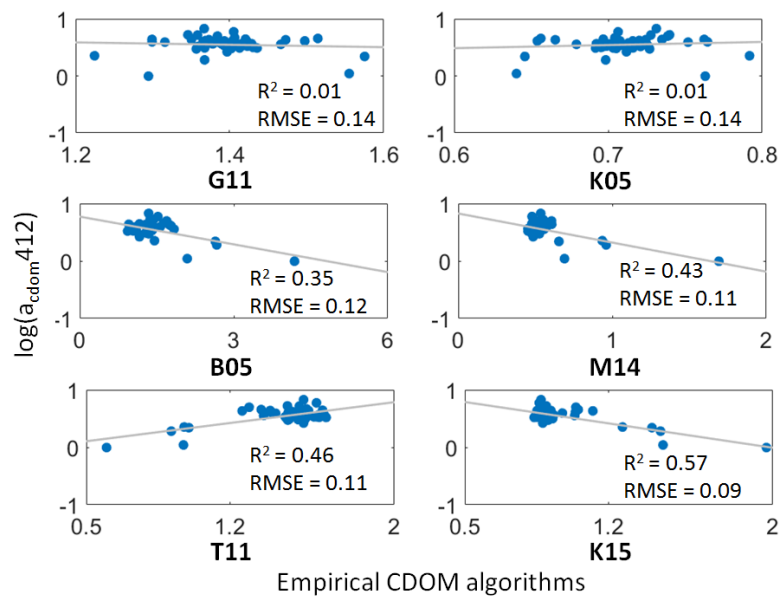 1
0
-1
R² = 0.01
RMSE = 0.14
1.2
1.4
1.6
G11
1
0
-1
R² = 0.01
RMSE = 0.14
0.6
0.7
0.8
K05
log(a_cdom412)
1
0
-1
R² = 0.35
RMSE = 0.12
0
3
6
B05
1
0
-1
R² = 0.43
RMSE = 0.11
0
1
2
M14
1
0
-1
R² = 0.46
RMSE = 0.11
0.5
1.2
2
T11
1
0
-1
R² = 0.57
RMSE = 0.09
0.5
1.2
2
K15
Empirical CDOM algorithms